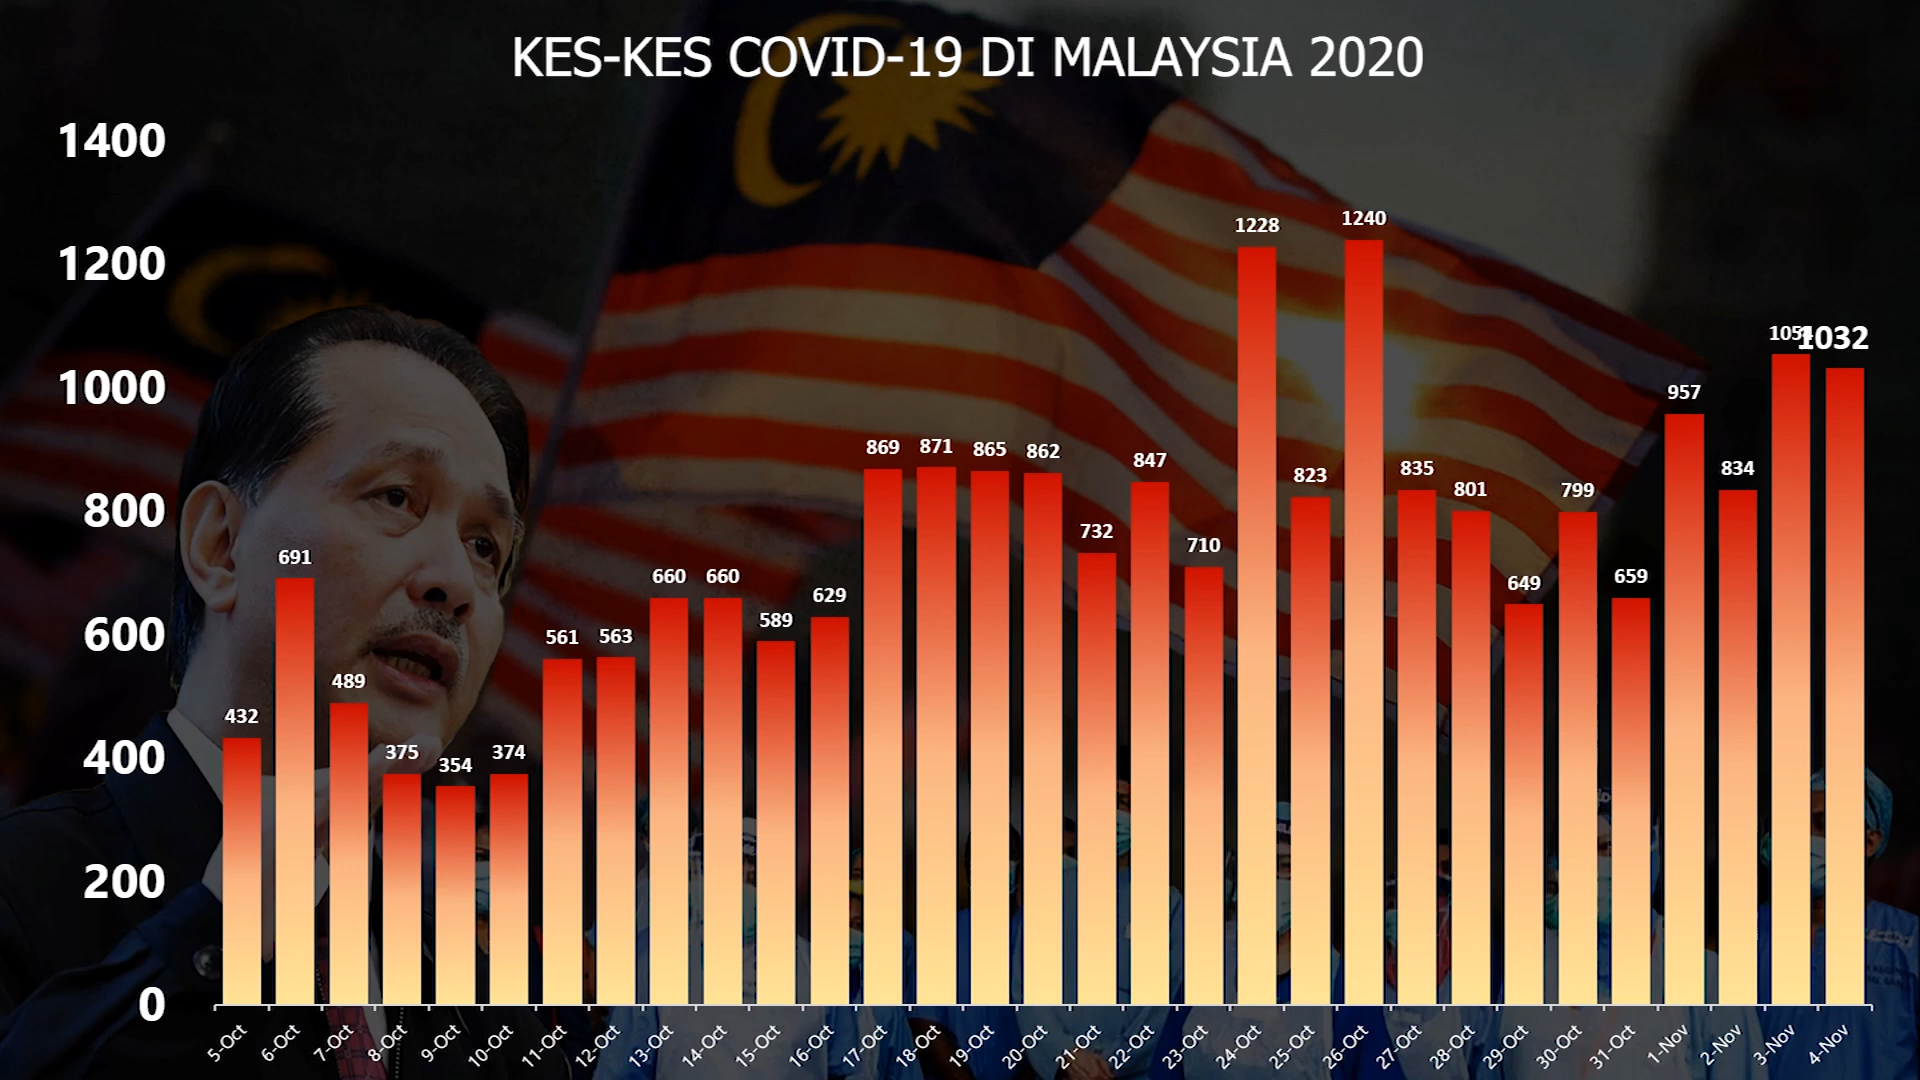 KES-KES COVID-19 DI MALAYSIA 2020
1400
1200
1000
800
600
400
200
0
432
691
489
375
354
374
561
563
660
660
589
629
869
871
865
862
732
847
710
1228
823
1240
835
801
649
799
659
957
834
1032
5-Oct
6-Oct
7-Oct
8-Oct
9-Oct
10-Oct
11-Oct
12-Oct
13-Oct
14-Oct
15-Oct
16-Oct
17-Oct
18-Oct
19-Oct
20-Oct
21-Oct
22-Oct
23-Oct
24-Oct
25-Oct
26-Oct
27-Oct
28-Oct
29-Oct
30-Oct
31-Oct
1-Nov
2-Nov
3-Nov
4-Nov